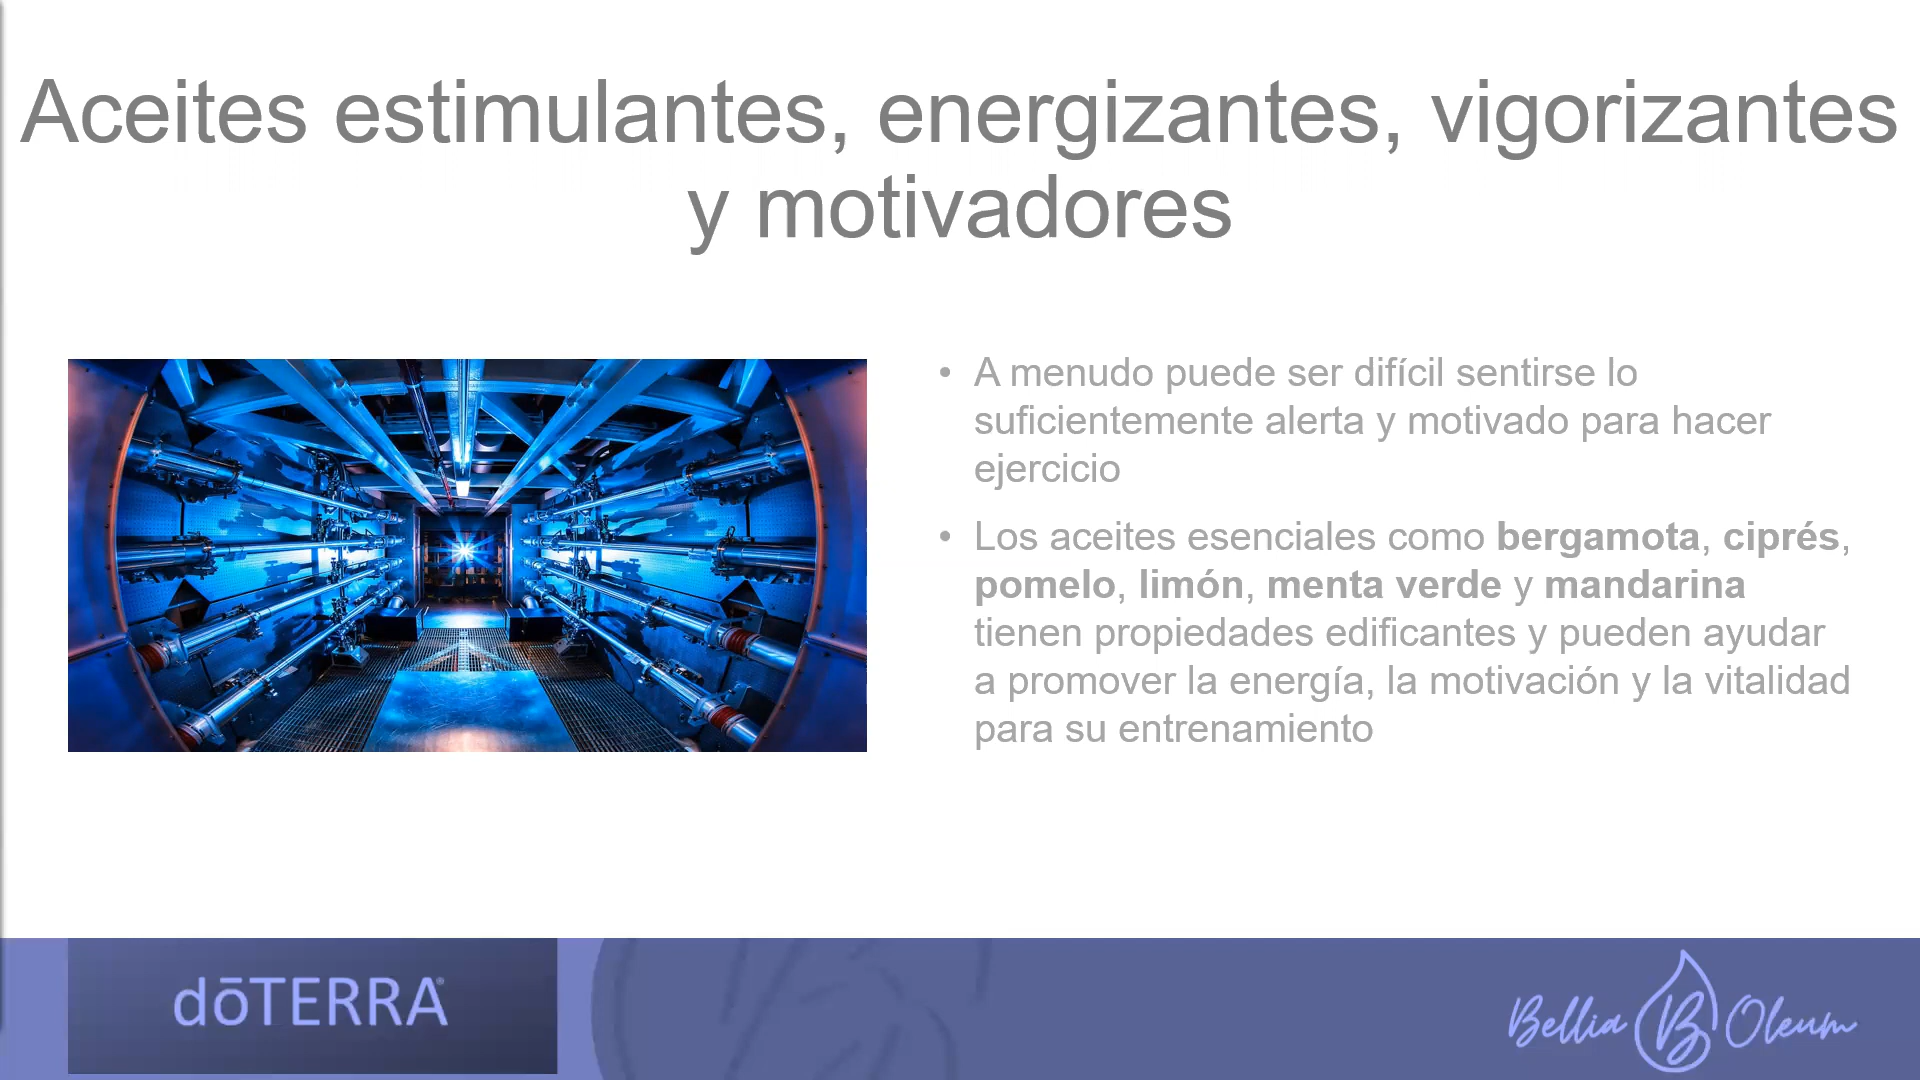 Aceites estimulantes, energizantes, vigorizantes
y motivadores
• A menudo puede ser difícil sentirse lo
suficientemente alerta y motivado para hacer
ejercicio
• Los aceites esenciales como bergamota, ciprés,
pomelo, limón, menta verde y mandarina
tienen propiedades edificantes y pueden ayudar
a promover la energía, la motivación y la vitalidad
para su entrenamiento
dōTERRA®
Bellia B Oleum